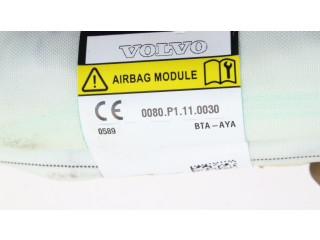 VOLVO
AIRBAG MODULE
CE 0080.P1.11.0030
0589 BTA-AYA